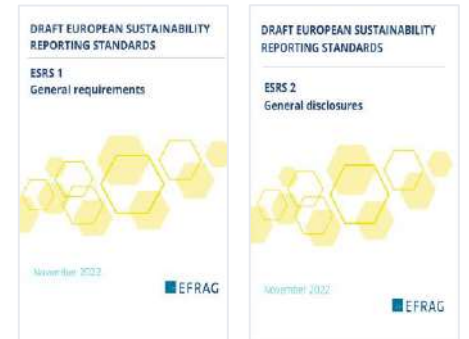 DRAFT EUROPEAN SUSTAINABILITY
REPORTING STANDARDS
ESRS 1
General requirements
November 2022
EFRAG
DRAFT EUROPEAN SUSTAINABILITY
REPORTING STANDARDS
ESRS 2
General disclosures
November 2022
EFRAG